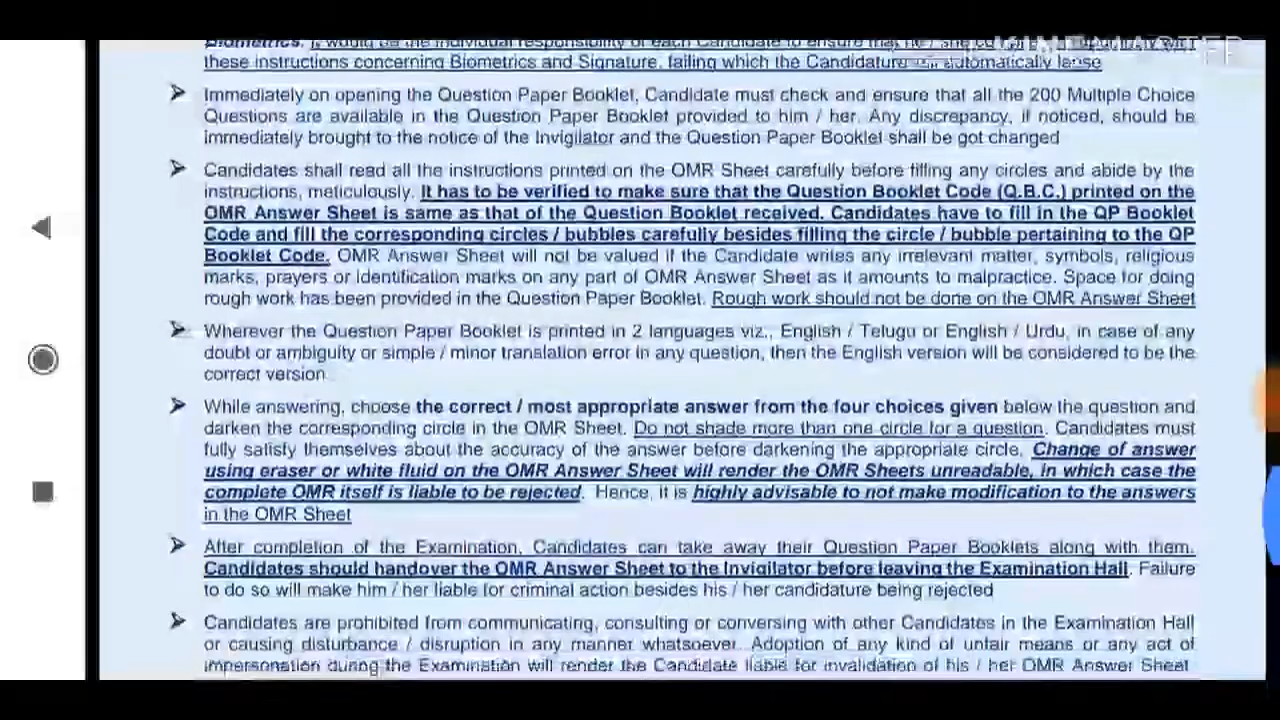 Biometrics. It would be the individual responsibility of each Candidate to ensure that he / she
these instructions concerning Biometrics and Signature, failing which the Candidature automatically lapse
➤ Immediately on opening the Question Paper Booklet, Candidate must check and ensure that all the 200 Multiple Choice
Questions are available in the Question Paper Booklet provided to him / her. Any discrepancy, if noticed, should be
immediately brought to the notice of the Invigilator and the Question Paper Booklet shall be got changed
➤ Candidates shall read all the instructions printed on the OMR Sheet carefully before filling any circles and abide by the
instructions, meticulously. It has to be verified to make sure that the Question Booklet Code (Q.B.C.) printed on the
OMR Answer Sheet is same as that of the Question Booklet received. Candidates have to fill in the QP Booklet
Code and fill the corresponding circles / bubbles carefully besides filling the circle / bubble pertaining to the QP
Booklet Code. OMR Answer Sheet will not be valued if the Candidate writes any irrelevant matter, symbols, religious
marks, prayers or identification marks on any part of OMR Answer Sheet as it amounts to malpractice. Space for doing
rough work has been provided in the Question Paper Booklet. Rough work should not be done on the OMR Answer Sheet
➤ Wherever the Question Paper Booklet is printed in 2 languages viz., English / Telugu or English / Urdu, in case of any
doubt or ambiguity or simple / minor translation error in any question, then the English version will be considered to be the
correct version
➤ While answering, choose the correct / most appropriate answer from the four choices given below the question and
darken the corresponding circle in the OMR Sheet. Do not shade more than one circle for a question. Candidates must
fully satisfy themselves about the accuracy of the answer before darkening the appropriate circle. Change of answer
using eraser or white fluid on the OMR Answer Sheet will render the OMR Sheets unreadable, in which case the
complete OMR itself is liable to be rejected. Hence, it is highly advisable to not make modification to the answers
in the OMR Sheet
➤ After completion of the Examination, Candidates can take away their Question Paper Booklets along with them.
Candidates should handover the OMR Answer Sheet to the Invigilator before leaving the Examination Hall. Failure
to do so will make him / her liable for criminal action besides his / her candidature being rejected
➤ Candidates are prohibited from communicating, consulting or conversing with other Candidates in the Examination Hall
or causing disturbance / disruption in any manner whatsoever. Adoption of any kind of unfair means or any act of
impersonation during the Examination will render the Candidate liable for invalidation of his / her OMR Answer Sheet
KINEMASTER